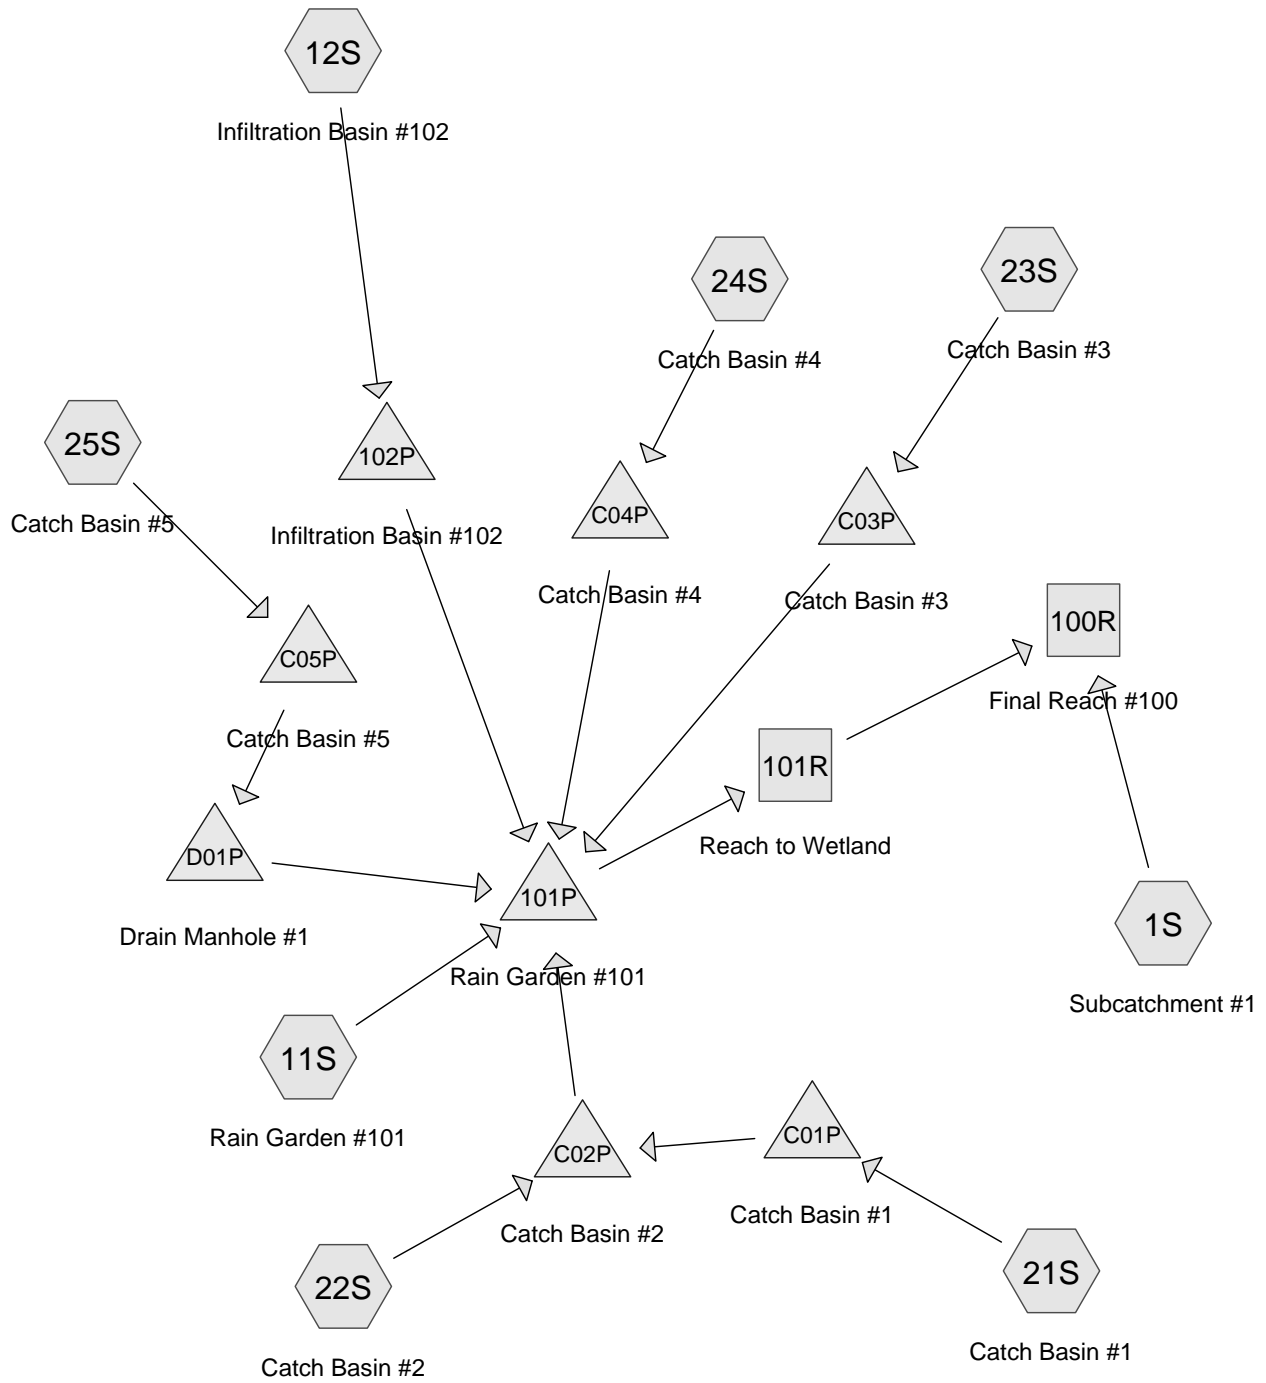 12S
Infiltration Basin #102
24S
Catch Basin #4
23S
Catch Basin #3
25S
Catch Basin #5
102P
Infiltration Basin #102
C04P
Catch Basin #4
C03P
Catch Basin #3
100R
Final Reach #100
C05P
Catch Basin #5
101R
Reach to Wetland
D01P
Drain Manhole #1
101P
Rain Garden #101
1S
Subcatchment #1
11S
Rain Garden #101
C02P
Catch Basin #2
C01P
Catch Basin #1
22S
Catch Basin #2
21S
Catch Basin #1